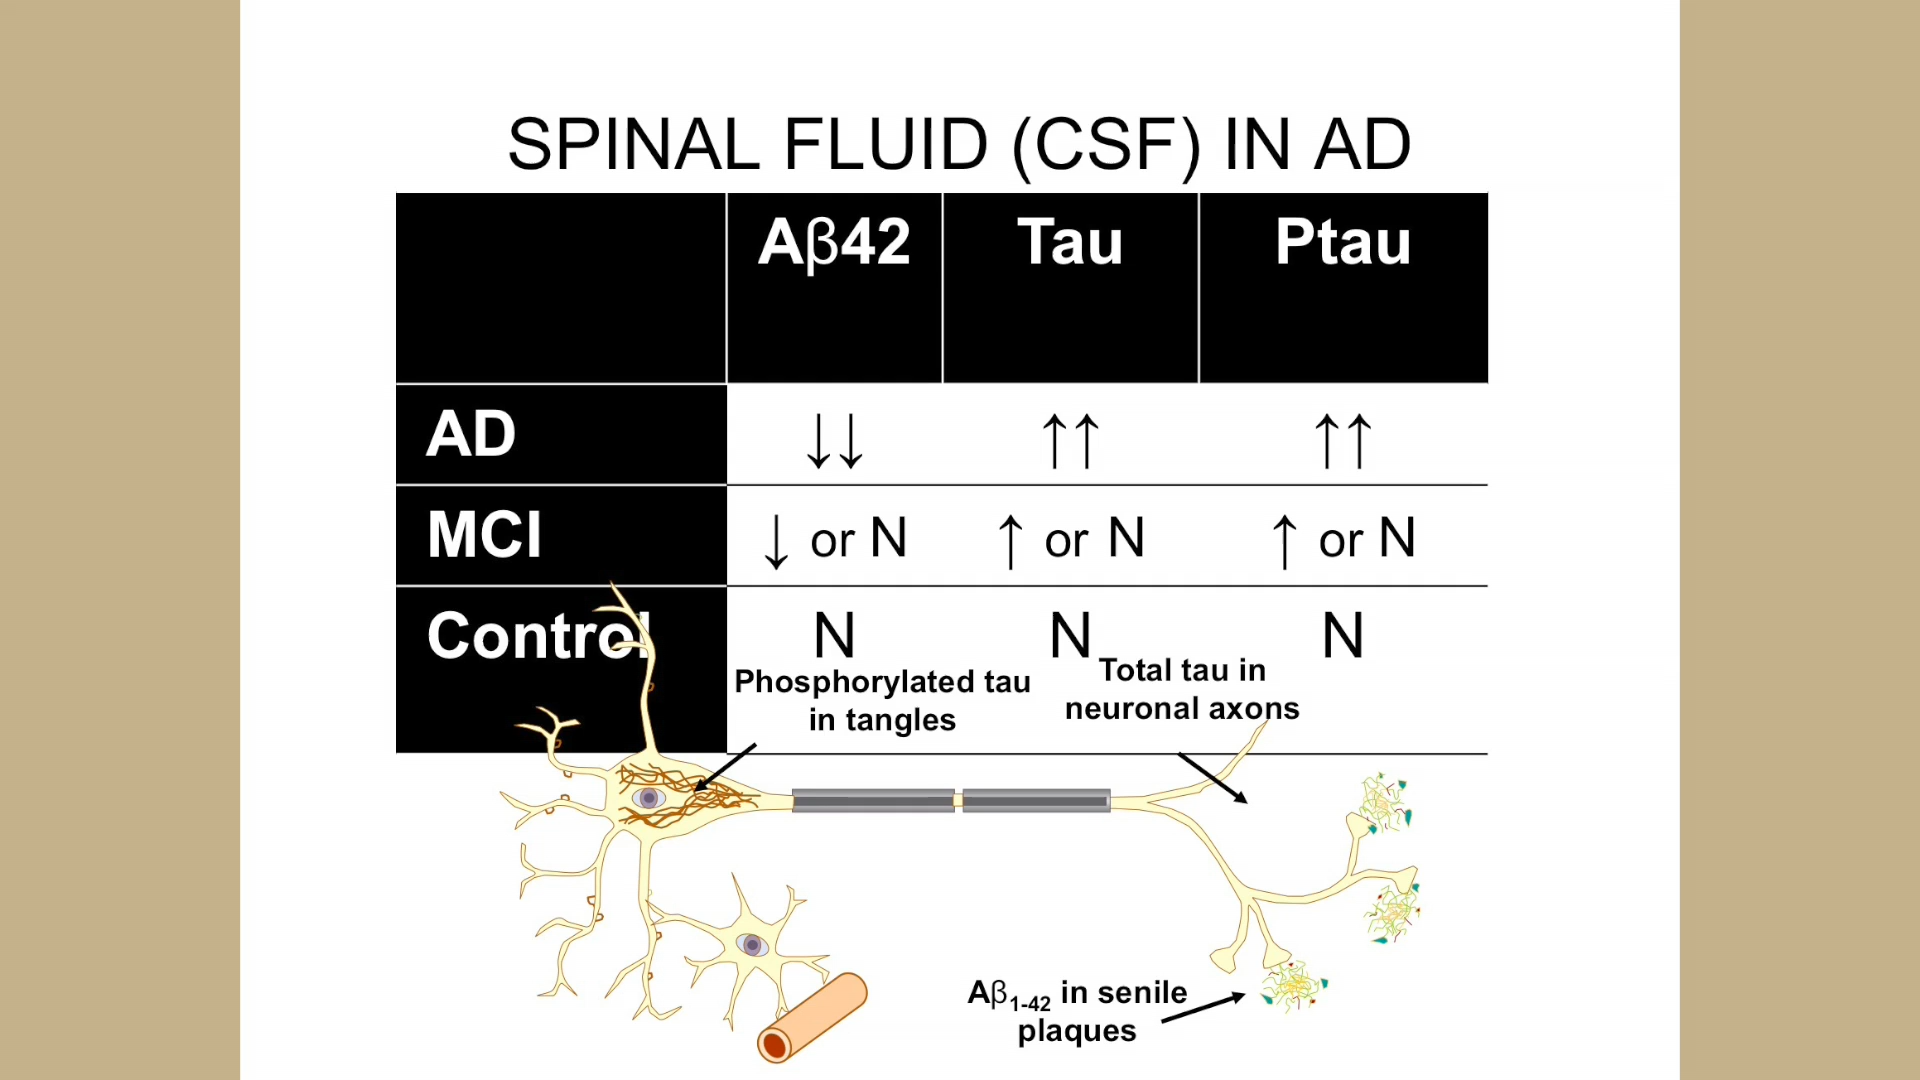 SPINAL FLUID (CSF) IN AD
Aβ42 Tau Ptau
AD ↓↓ ↑↑ ↑↑
MCI ↓ or N ↑ or N ↑ or N
Control N N N
Phosphorylated tau
in tangles
Total tau in
neuronal axons
Aβ1-42 in senile
plaques